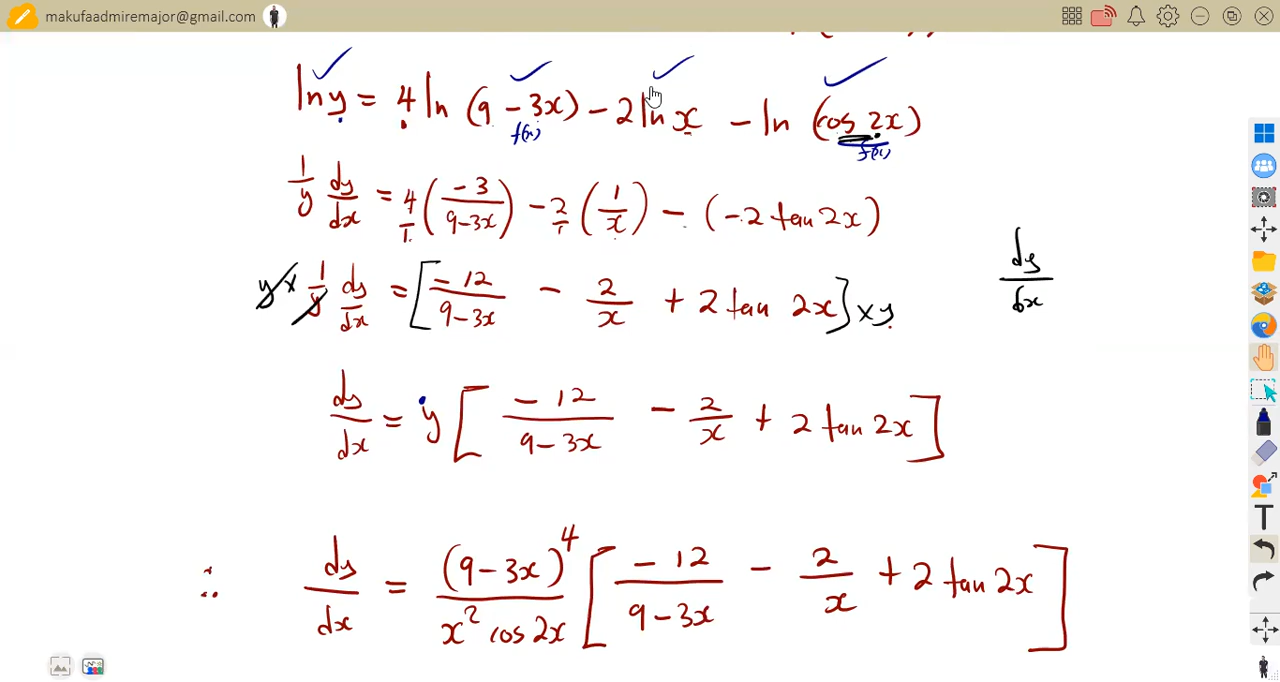 makufaadmiremajor@gmail.com
ln y = 4 ln (9 - 3x) - 2 ln x - ln (cos 2x)
f(x) f(x)
1/y dy/dx = 4/1 (-3/(9-3x)) - 2/1 (1/x) - (-2 tan 2x)
y × 1/y dy/dx = [-12/(9-3x) - 2/x + 2 tan 2x] × y
dy/dx
dy/dx = y [-12/(9-3x) - 2/x + 2 tan 2x]
∴ dy/dx = (9-3x)^4/(x^2 cos 2x) [-12/(9-3x) - 2/x + 2 tan 2x]
T